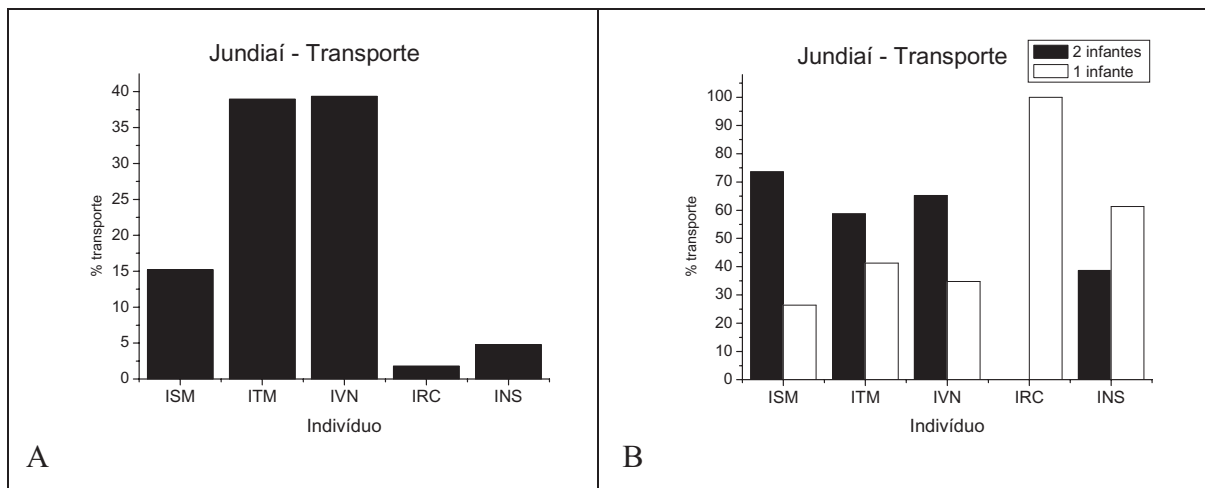 Jundiaí - Transporte
40
35
30
25
20
15
10
5
0
% transporte
ISM ITM IVN IRC INS
Indivíduo
A
Jundiaí - Transporte
2 infantes
1 infante
100
90
80
70
60
50
40
30
20
10
0
% transporte
ISM ITM IVN IRC INS
Indivíduo
B